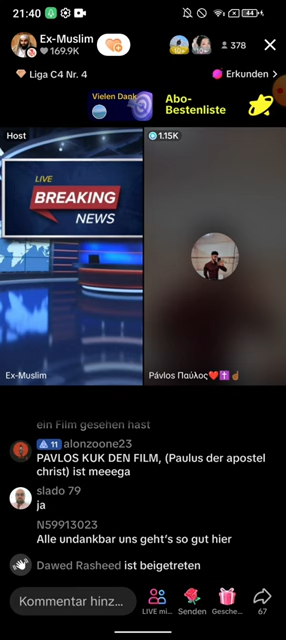 21:40
44
Ex-Muslim
169.9K
378
Liga C4 Nr. 4
Erkunden
Vielen Dank
Abo-
Bestenliste
Host
1.15K
LIVE
BREAKING
NEWS
Ex-Muslim
Pávlos Παύλος
ein Film gesehen hast
11 alonzoone23
PAVLOS KUK DEN FILM, (Paulus der apostel
christ) ist meeega
slado 79
ja
N59913023
Alle undankbar uns geht's so gut hier
Dawed Rasheed ist beigetreten
Kommentar hinz...
LIVE mi...
Senden
Gesche...
67